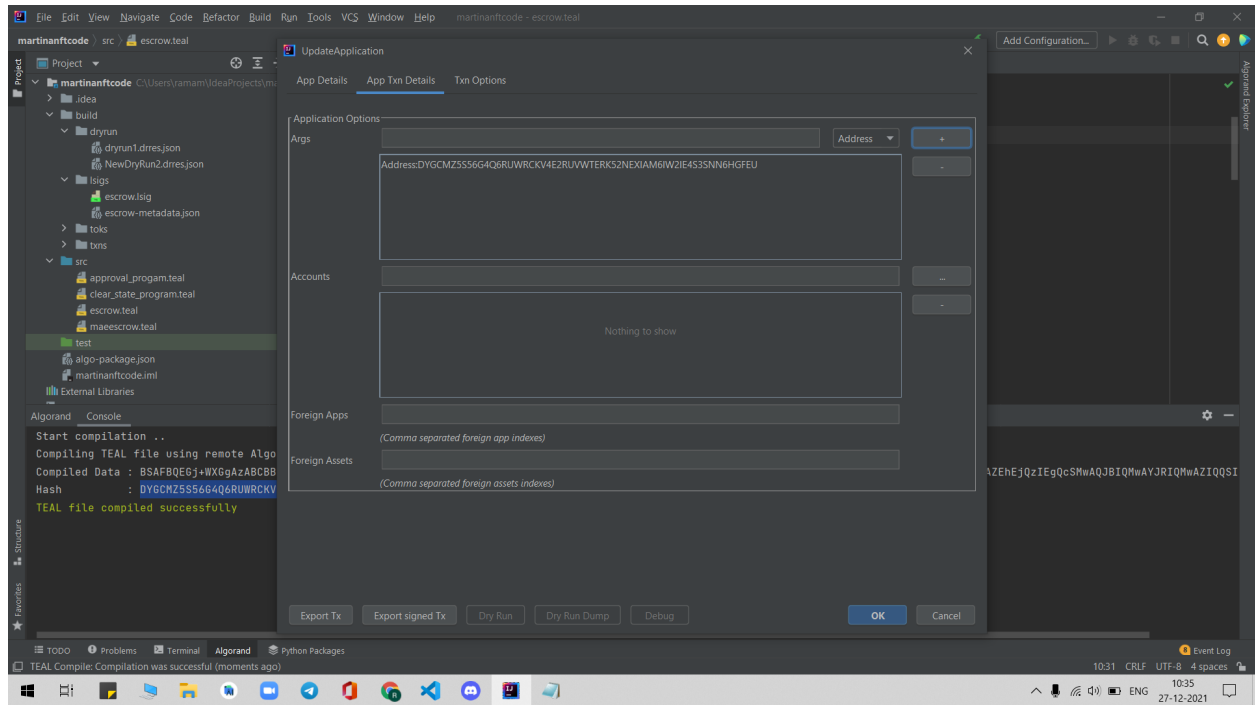 File Edit View Navigate Code Refactor Build Run Tools VCS Window Help martinanftcode - escrow.teal
martinanftcode src escrow.teal
Add Configuration...
Project
Project
martinanftcode C:\Users\ramam\IdeaProjects\ma
.idea
build
dryrun
dryrun1.drres.json
NewDryRun2.drres.json
lsigs
escrow.lsig
escrow-metadata.json
toks
txns
src
approval_progam.teal
clear_state_program.teal
escrow.teal
maeescrow.teal
test
algo-package.json
martinanftcode.iml
External Libraries
UpdateApplication
App Details App Txn Details Txn Options
Application Options
Args
Address
+
Address:DYGCMZ5S56G4Q6RUWRCKV4E2RUVWTERKS2NEXIAM6IW2IE4S3SNN6HGFEU
-
Accounts
...
-
Nothing to show
Foreign Apps
(Comma separated foreign app indexes)
Foreign Assets
(Comma separated foreign assets indexes)
Export Tx Export signed Tx Dry Run Dry Run Dump Debug OK Cancel
Algorand Explorer
Algorand Console
Start compilation ..
Compiling TEAL file using remote Algo
Compiled Data : BSAFBQEGj+WXGgAzABCBB
AZEhEjQzIEgQcSMwAQJBIQMwAYJRIQMwAZIQQSI
Hash : DYGCMZ5S56G4Q6RUWRCKV
TEAL file compiled successfully
Structure
Favorites
TODO Problems Terminal Algorand Python Packages
8 Event Log
TEAL Compile: Compilation was successful (moments ago)
10:31 CRLF UTF-8 4 spaces
ENG
10:35
27-12-2021